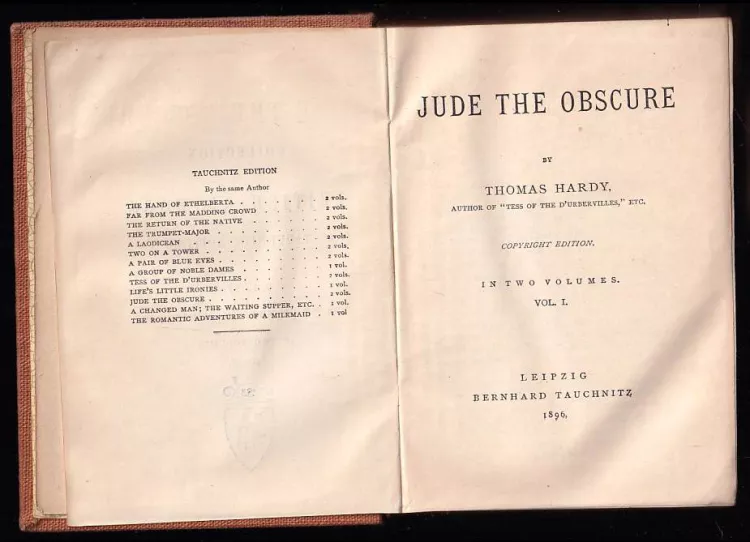 TAUCHNITZ EDITION
By the same Author
THE HAND OF ETHELBERTA . . . . . . . . 2 vols.
FAR FROM THE MADDING CROWD . . . . . 2 vols.
THE RETURN OF THE NATIVE . . . . . . . 2 vols.
THE TRUMPET-MAJOR . . . . . . . . . . 2 vols.
A LAODICEAN . . . . . . . . . . . . 2 vols.
TWO ON A TOWER . . . . . . . . . . . 2 vols.
A PAIR OF BLUE EYES . . . . . . . . . 2 vols.
A GROUP OF NOBLE DAMES . . . . . . . 1 vol.
TESS OF THE D'URBERVILLES . . . . . . . 2 vols.
LIFE'S LITTLE IRONIES . . . . . . . . . 1 vol.
JUDE THE OBSCURE . . . . . . . . . . 2 vols.
A CHANGED MAN; THE WAITING SUPPER, ETC. . 1 vol.
THE ROMANTIC ADVENTURES OF A MILKMAID . 1 vol
JUDE THE OBSCURE
BY
THOMAS HARDY,
AUTHOR OF "TESS OF THE D'URBERVILLES," ETC.
COPYRIGHT EDITION.
IN TWO VOLUMES.
VOL. I.
LEIPZIG
BERNHARD TAUCHNITZ
1896.